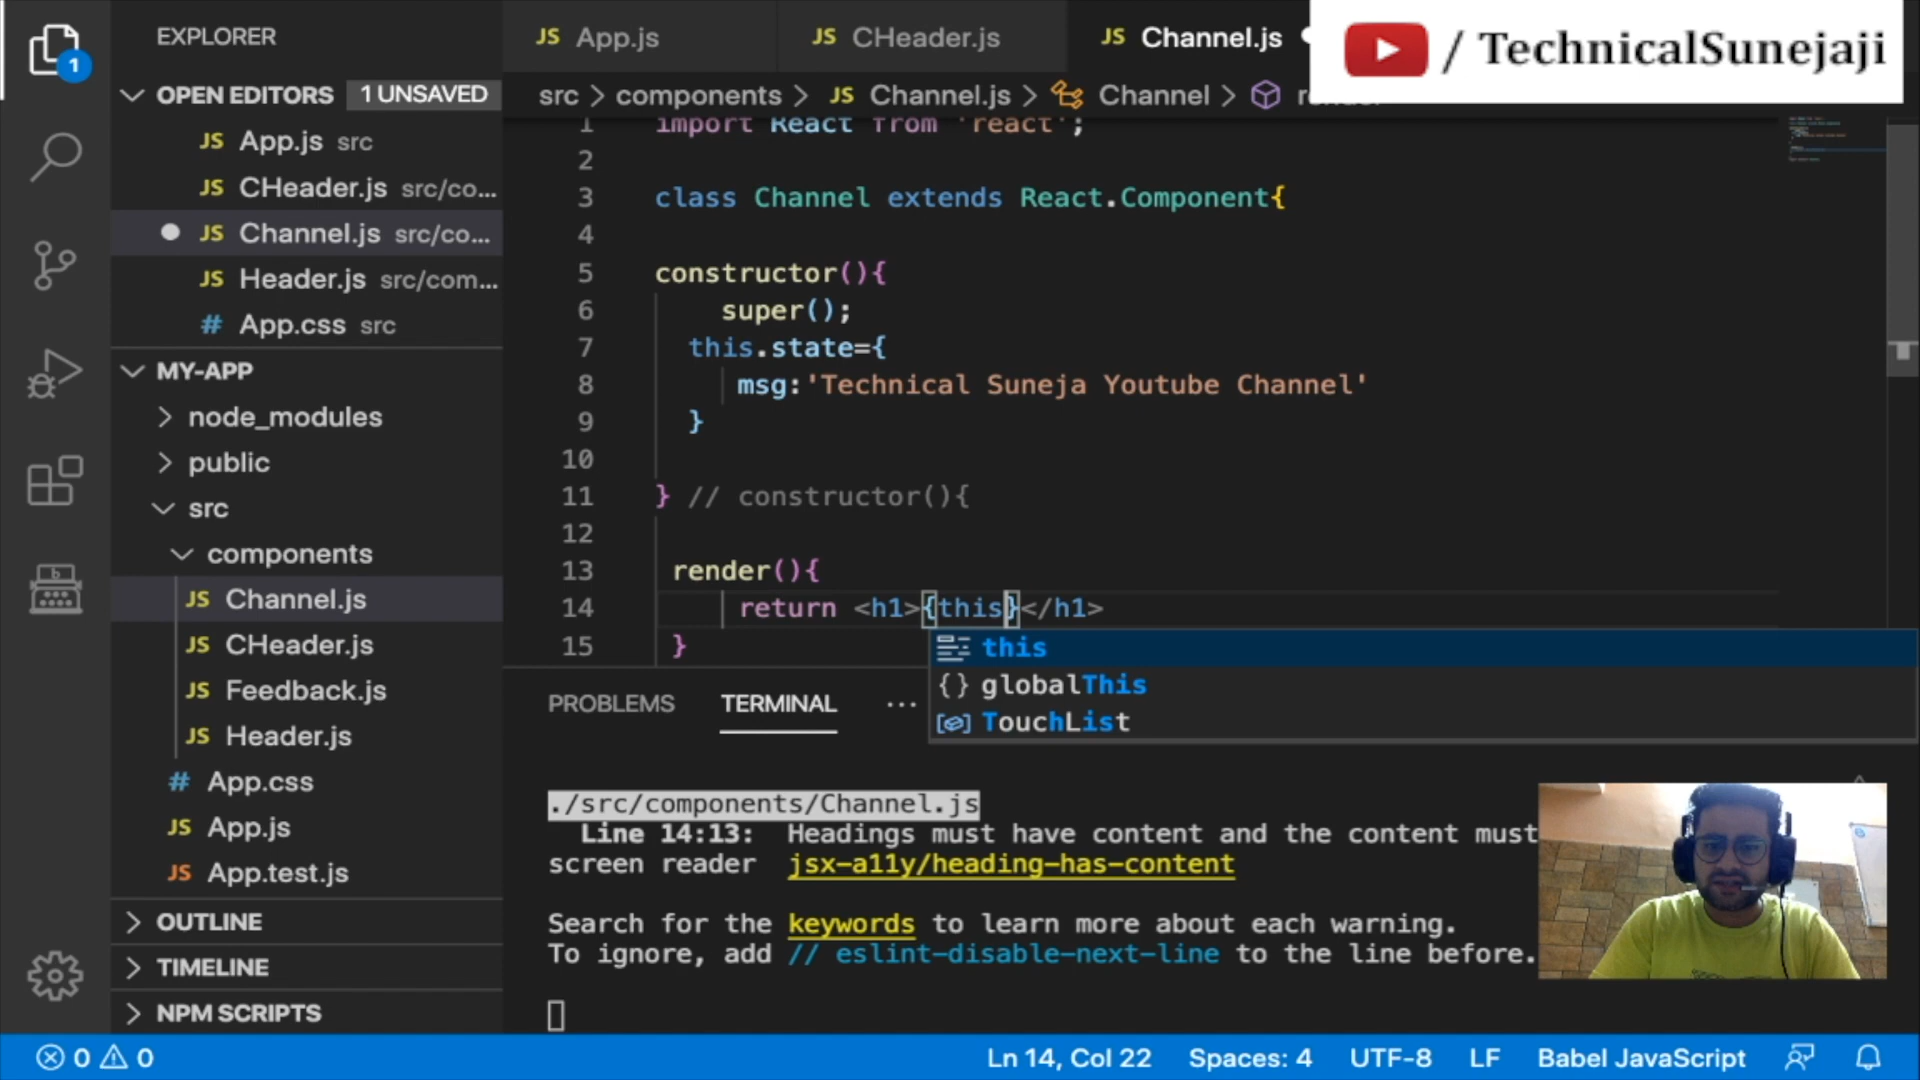 EXPLORER
OPEN EDITORS 1 UNSAVED
JS App.js src
JS CHeader.js src/co...
JS Channel.js src/co...
JS Header.js src/com...
# App.css src
MY-APP
node_modules
public
src
components
JS Channel.js
JS CHeader.js
JS Feedback.js
JS Header.js
# App.css
JS App.js
JS App.test.js
OUTLINE
TIMELINE
NPM SCRIPTS
JS App.js JS CHeader.js JS Channel.js
/ TechnicalSunejaji
src > components > JS Channel.js > Channel >
1 import React from 'react';
2
3 class Channel extends React.Component{
4
5 constructor(){
6 super();
7 this.state={
8 msg:'Technical Suneja Youtube Channel'
9 }
10
11 } // constructor(){
12
13 render(){
14 return <h1>{this}</h1>
15 }
this
globalThis
TouchList
PROBLEMS TERMINAL ...
./src/components/Channel.js
Line 14:13: Headings must have content and the content must
screen reader jsx-a11y/heading-has-content
Search for the keywords to learn more about each warning.
To ignore, add // eslint-disable-next-line to the line before.
0 0 Ln 14, Col 22 Spaces: 4 UTF-8 LF Babel JavaScript
1